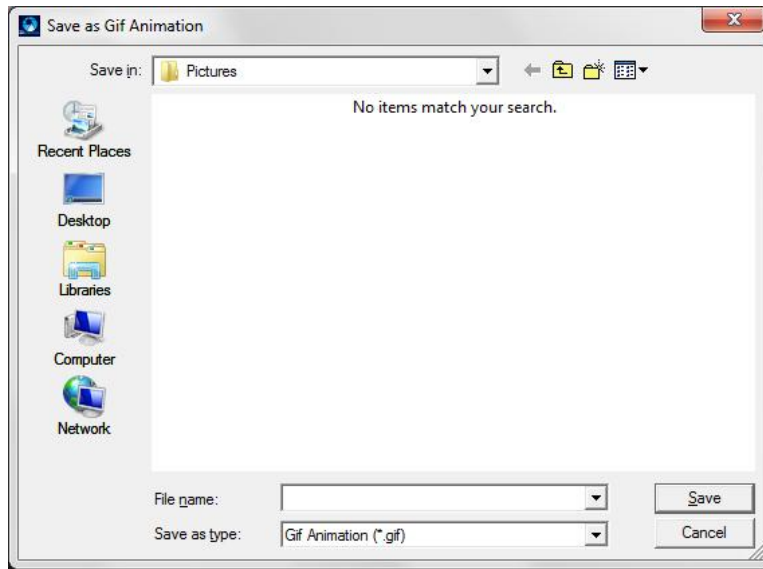 Save as Gif Animation
Save in:
Pictures
No items match your search.
Recent Places
Desktop
Libraries
Computer
Network
File name:
Save
Save as type:
Gif Animation (*.gif)
Cancel